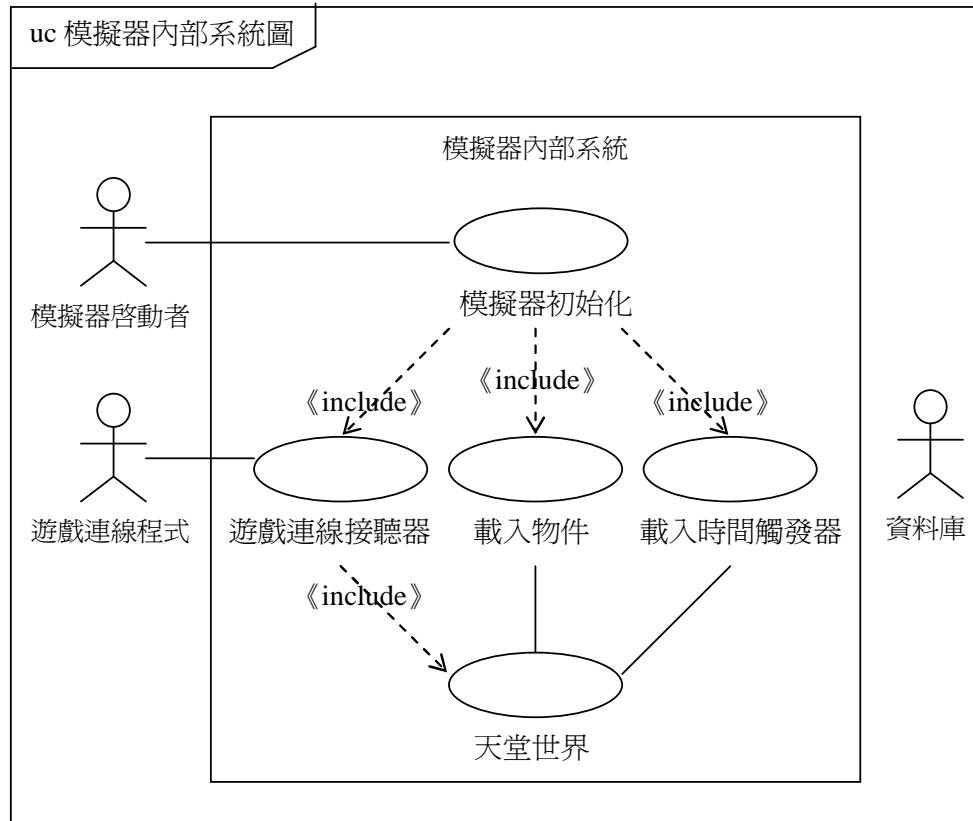 uc 模擬器內部系統圖
模擬器內部系統
模擬器啓動者
模擬器初始化
《include》
《include》
《include》
遊戲連線程式
遊戲連線接聽器
載入物件
載入時間觸發器
資料庫
《include》
天堂世界